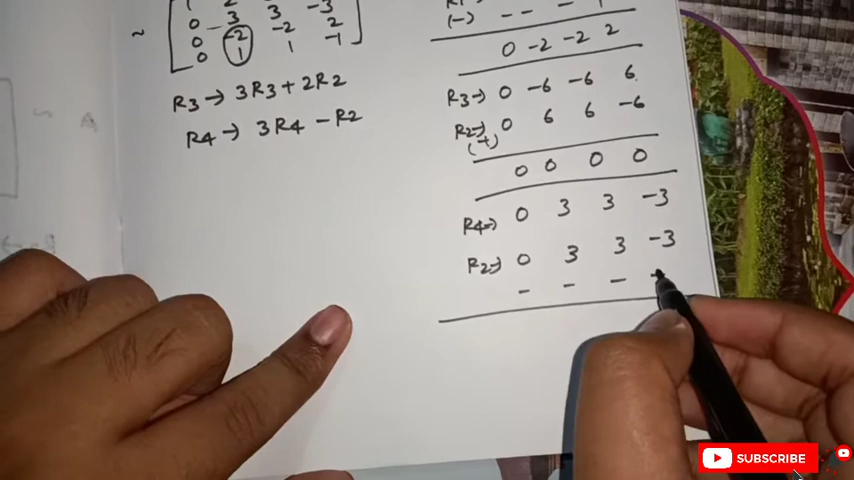 ~
0 3 3 -3
0 -2 -2 2
0 1 1 -1
R3 → 3R3 + 2R2
R4 → 3R4 - R2
(-) - - -
0 -2 -2 2
R3 → 0 -6 -6 6
R2 → 0 6 6 -6
(+)
0 0 0 0
R4 → 0 3 3 -3
R2 → 0 3 3 -3
- - -
SUBSCRIBE